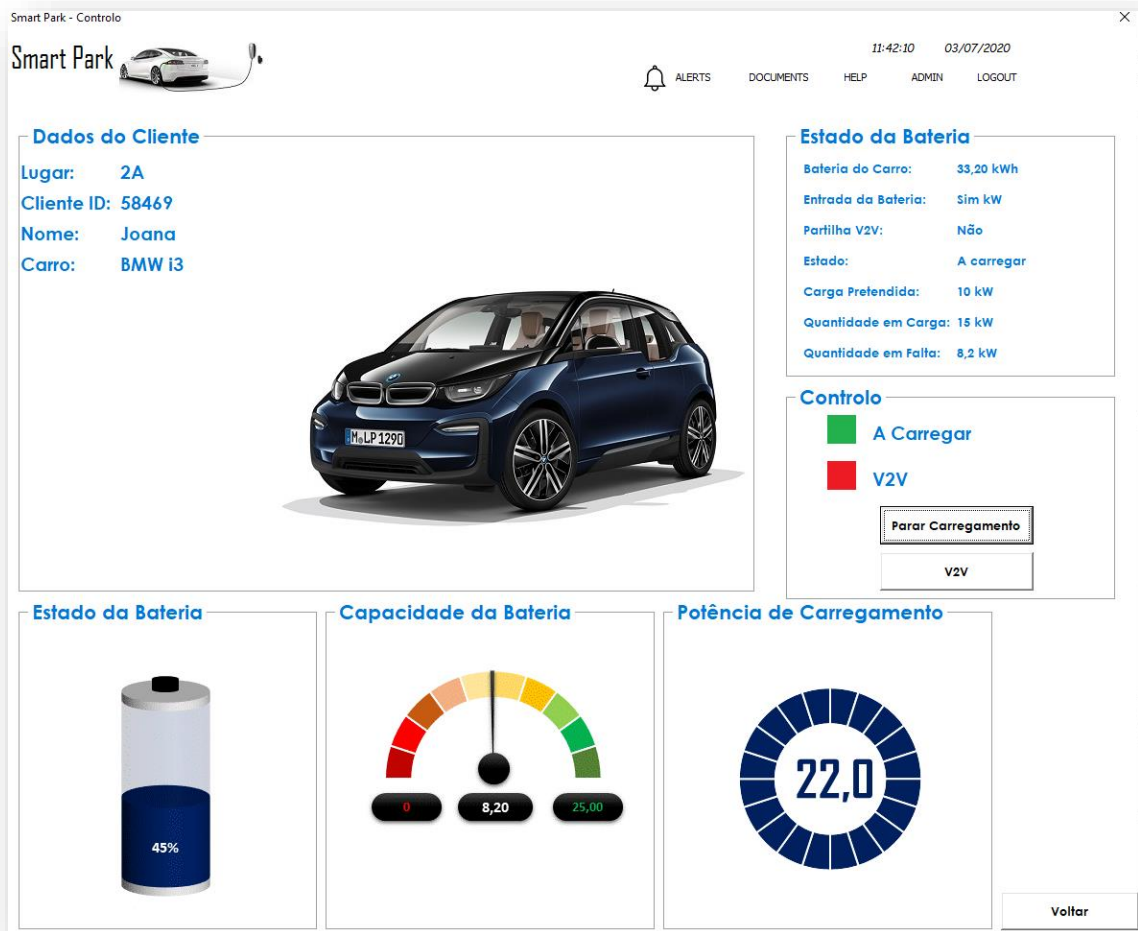 Smart Park - Controlo
Smart Park
11:42:10 03/07/2020
ALERTS DOCUMENTS HELP ADMIN LOGOUT
Dados do Cliente
Lugar: 2A
Cliente ID: 58469
Nome: Joana
Carro: BMW i3
M LP 1290
Estado da Bateria
Bateria do Carro: 33,20 kWh
Entrada da Bateria: Sim kW
Partilha V2V: Não
Estado: A carregar
Carga Pretendida: 10 kW
Quantidade em Carga: 15 kW
Quantidade em Falta: 8,2 kW
Controlo
A Carregar
V2V
Parar Carregamento
V2V
Estado da Bateria
45%
Capacidade da Bateria
0 8,20 25,00
Potência de Carregamento
22,0
Voltar